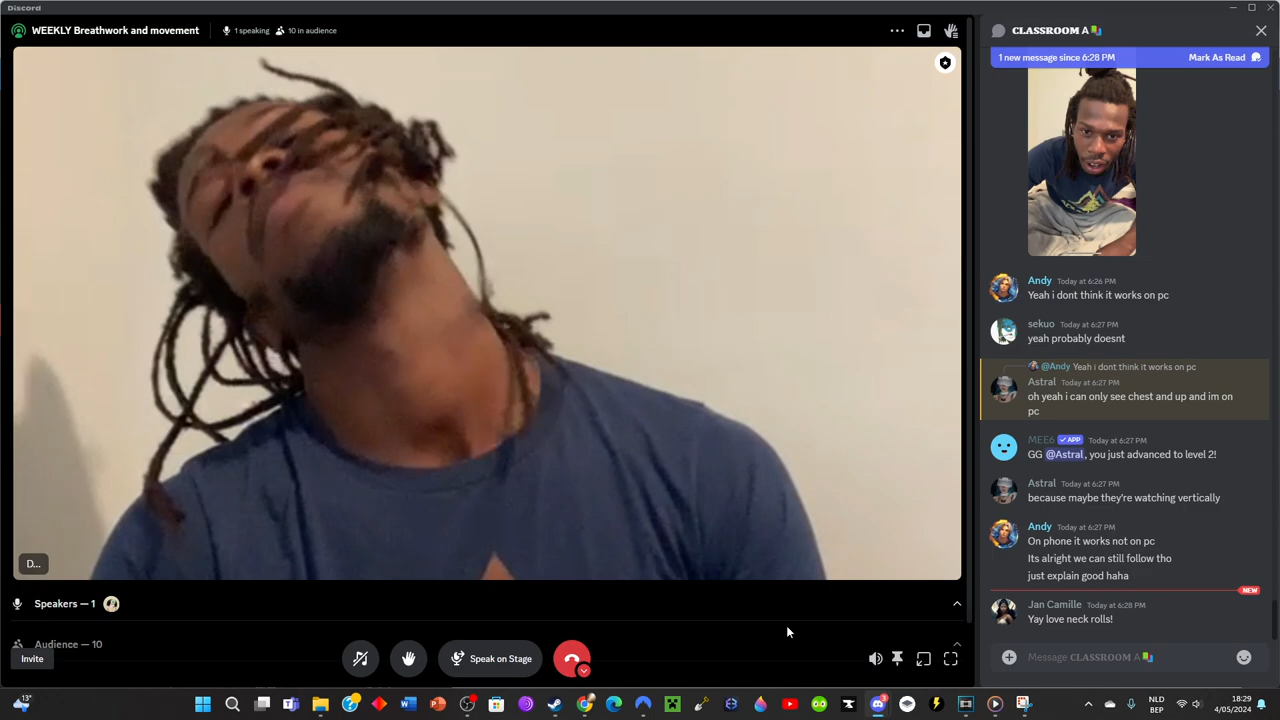 Discord
WEEKLY Breathwork and movement
1 speaking
10 in audience
D...
Speakers — 1
Audience — 10
Invite
Speak on Stage
CLASSROOM A
1 new message since 6:28 PM
Mark As Read
Andy Today at 6:26 PM
Yeah i dont think it works on pc
sekuo Today at 6:27 PM
yeah probably doesnt
@Andy Yeah i dont think it works on pc
Astral Today at 6:27 PM
oh yeah i can only see chest and up and im on
pc
MEE6 ✓ APP Today at 6:27 PM
GG @Astral, you just advanced to level 2!
Astral Today at 6:27 PM
because maybe they're watching vertically
Andy Today at 6:27 PM
On phone it works not on pc
Its alright we can still follow tho
just explain good haha
NEW
Jan Camille Today at 6:28 PM
Yay love neck rolls!
Message CLASSROOM A
13°
3
NLD
BEP
18:29
4/05/2024